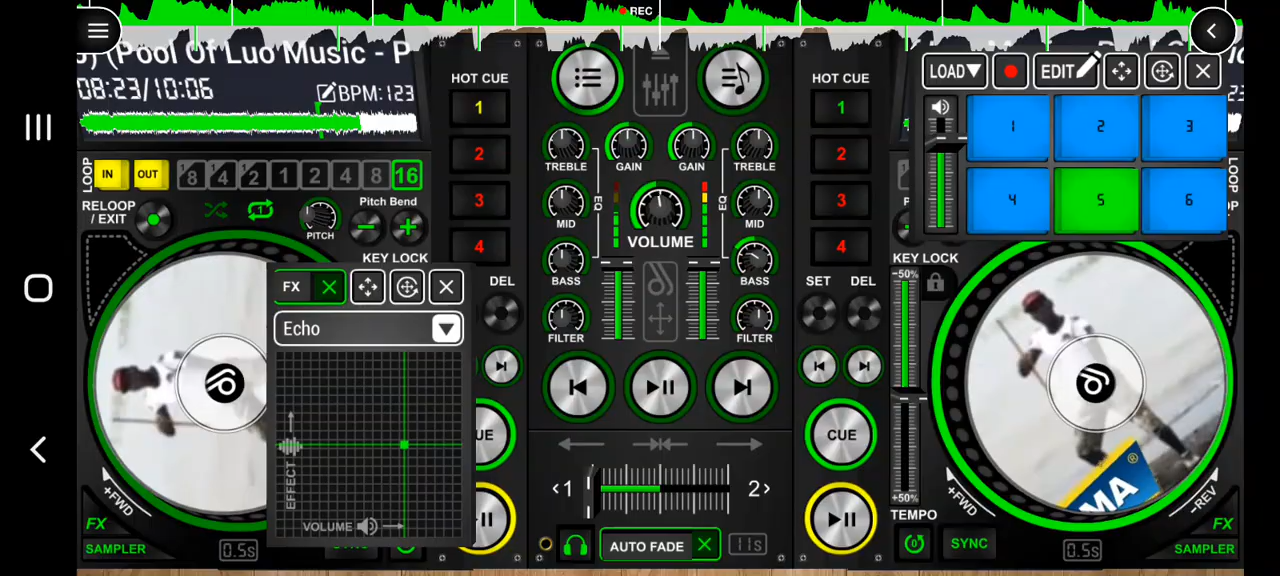 REC
) (Pool Of Luo Music - P
08:23/10:06
BPM:123
LOOP
IN
OUT
/8
/4
/2
1
2
4
8
16
RELOOP
/ EXIT
PITCH
Pitch Bend
KEY LOCK
HOT CUE
1
2
3
4
DEL
FX
Echo
EFFECT
VOLUME
+FWD
FX
SAMPLER
0.5s
SYNC
UE
TREBLE
GAIN
GAIN
TREBLE
MID
EQ
VOLUME
EQ
MID
BASS
BASS
FILTER
FILTER
<1
2>
AUTO FADE
11s
HOT CUE
1
2
3
4
SET
DEL
CUE
LOAD
EDIT
1
2
3
4
5
6
LOOP
KEY LOCK
-50%
+50%
TEMPO
SYNC
+FWD
-REV
MA
0.5s
FX
SAMPLER